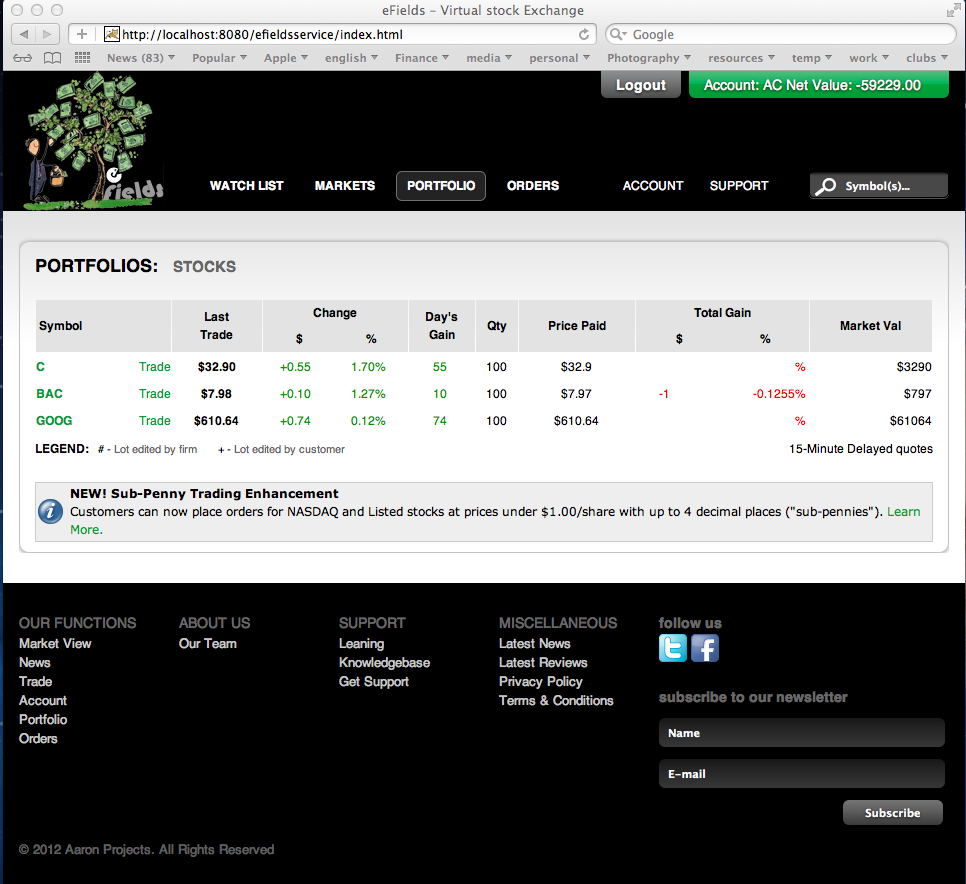 eFields – Virtual stock Exchange
http://localhost:8080/efieldsservice/index.html
Google
News (83) Popular Apple english Finance media personal Photography resources temp work clubs
Logout
Account: AC Net Value: -59229.00
eFields
WATCH LIST MARKETS PORTFOLIO ORDERS ACCOUNT SUPPORT Symbol(s)...
PORTFOLIOS: STOCKS
Symbol Last Trade Change $ % Day's Gain Qty Price Paid Total Gain $ % Market Val
C Trade $32.90 +0.55 1.70% 55 100 $32.9 % $3290
BAC Trade $7.98 +0.10 1.27% 10 100 $7.97 -1 -0.1255% $797
GOOG Trade $610.64 +0.74 0.12% 74 100 $610.64 % $61064
LEGEND: # - Lot edited by firm + - Lot edited by customer 15-Minute Delayed quotes
NEW! Sub-Penny Trading Enhancement
Customers can now place orders for NASDAQ and Listed stocks at prices under $1.00/share with up to 4 decimal places ("sub-pennies"). Learn
More.
OUR FUNCTIONS
Market View
News
Trade
Account
Portfolio
Orders
ABOUT US
Our Team
SUPPORT
Leaning
Knowledgebase
Get Support
MISCELLANEOUS
Latest News
Latest Reviews
Privacy Policy
Terms & Conditions
follow us
subscribe to our newsletter
Name
E-mail
Subscribe
© 2012 Aaron Projects. All Rights Reserved